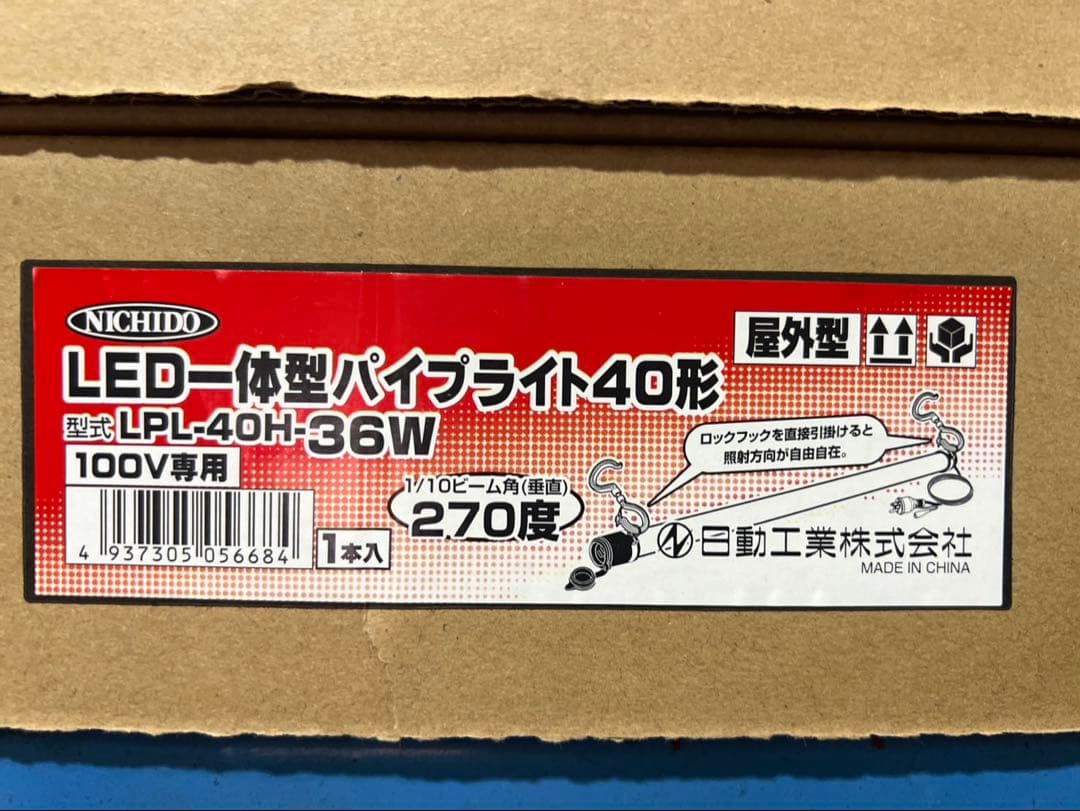 NICHIDO
LED一体型パイプライト40形
型式 LPL-40H-36W
100V専用
屋外型
ロックフックを直接引掛けると
照射方向が自由自在。
1/10ビーム角(垂直)
270度
4 937305 056684
1本入
日動工業株式会社
MADE IN CHINA